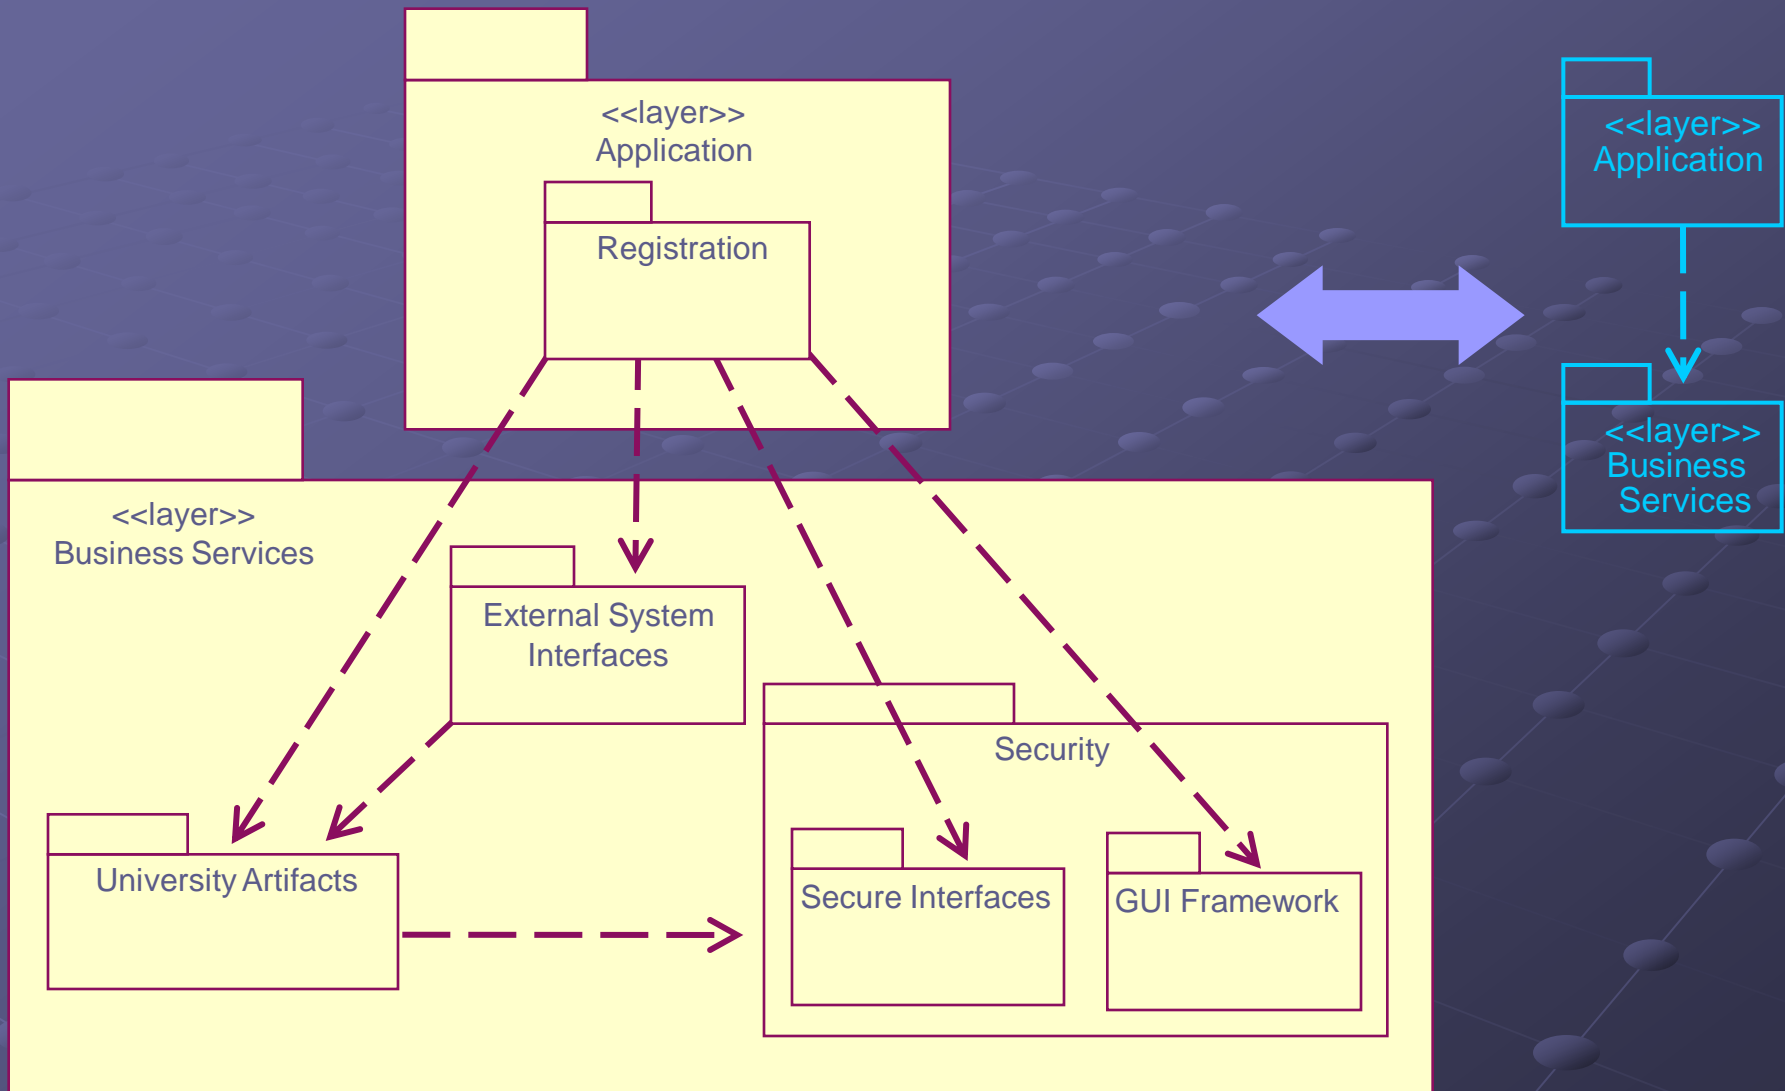 <<layer>>
Application
Registration
<<layer>>
Business Services
External System
Interfaces
Security
University Artifacts
Secure Interfaces
GUI Framework
<<layer>>
Application
<<layer>>
Business
Services